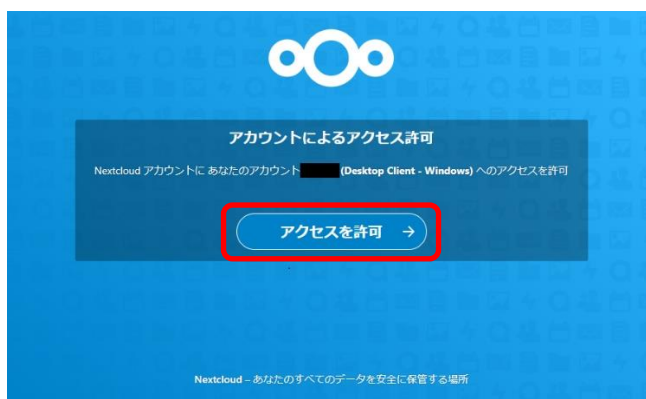 アカウントによるアクセス許可
Nextcloud アカウントに あなたのアカウント (Desktop Client - Windows) へのアクセスを許可
アクセスを許可 →
Nextcloud – あなたのすべてのデータを安全に保管する場所